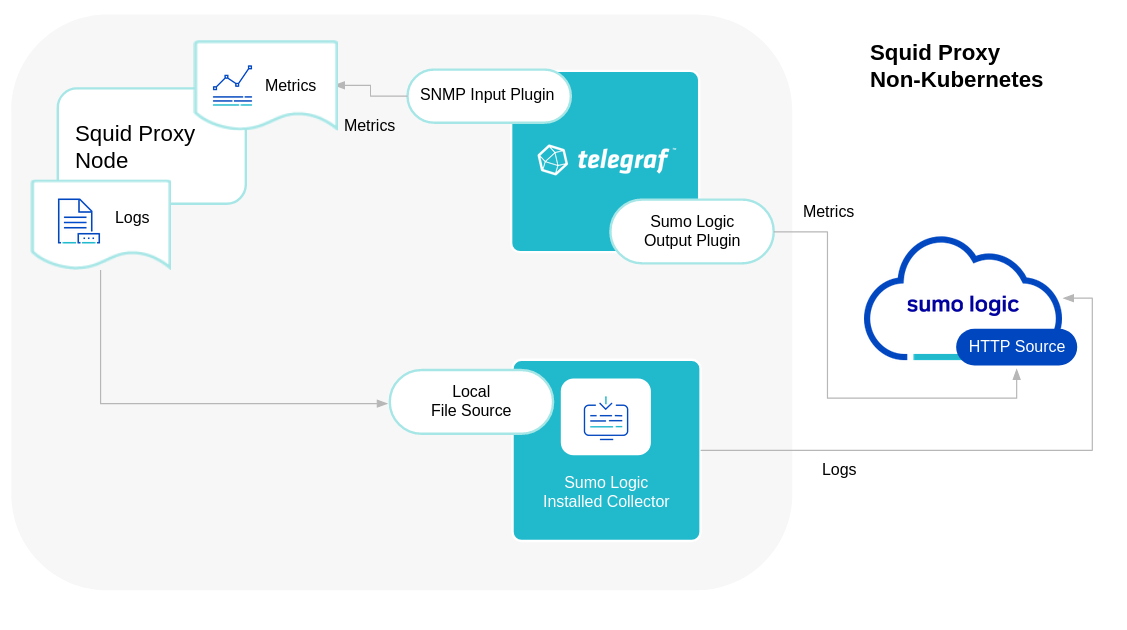 Squid Proxy
Non-Kubernetes
Metrics
SNMP Input Plugin
Metrics
Squid Proxy
Node
telegraf™
Logs
Sumo Logic
Output Plugin
Metrics
sumo logic
HTTP Source
Local
File Source
Sumo Logic
Installed Collector
Logs